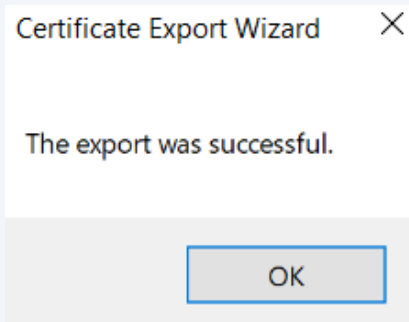 Certificate Export Wizard
The export was successful.
OK